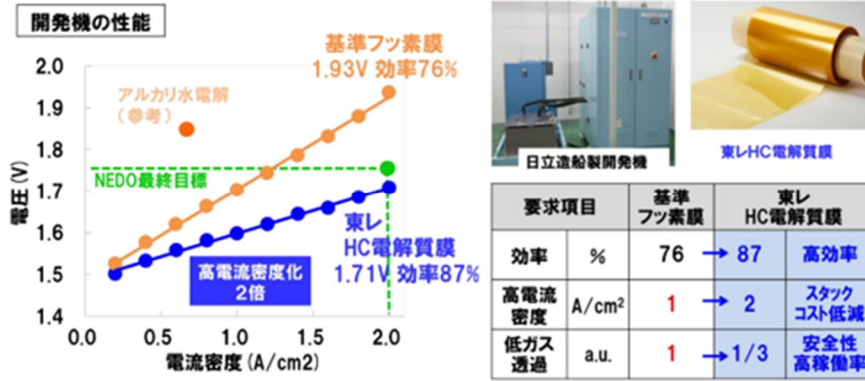 開発機の性能
基準フッ素膜
1.93V 効率76%
アルカリ水電解
(参考)
NEDO最終目標
東レ
HC電解質膜
1.71V 効率87%
高電流密度化
2倍
電圧(V)
2.0
1.9
1.8
1.7
1.6
1.5
1.4
0.0
0.5
1.0
1.5
2.0
電流密度(A/cm2)
日立造船製開発機
東レHC電解質膜
要求項目
基準
フッ素膜
東レ
HC電解質膜
効率 % 76 → 87 高効率
高電流
密度 A/cm² 1 → 2 スタック
コスト低減
低ガス
透過 a.u. 1 → 1/3 安全性
高稼働率